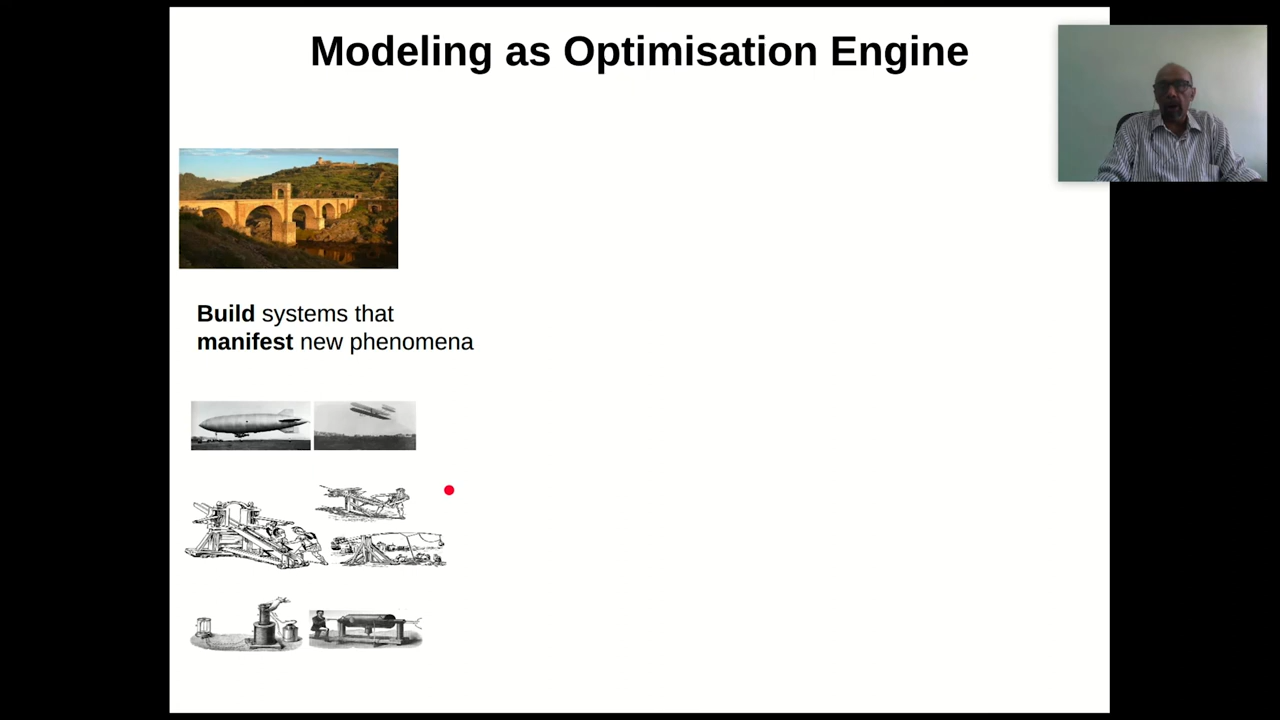 Modeling as Optimisation Engine
Build systems that
manifest new phenomena